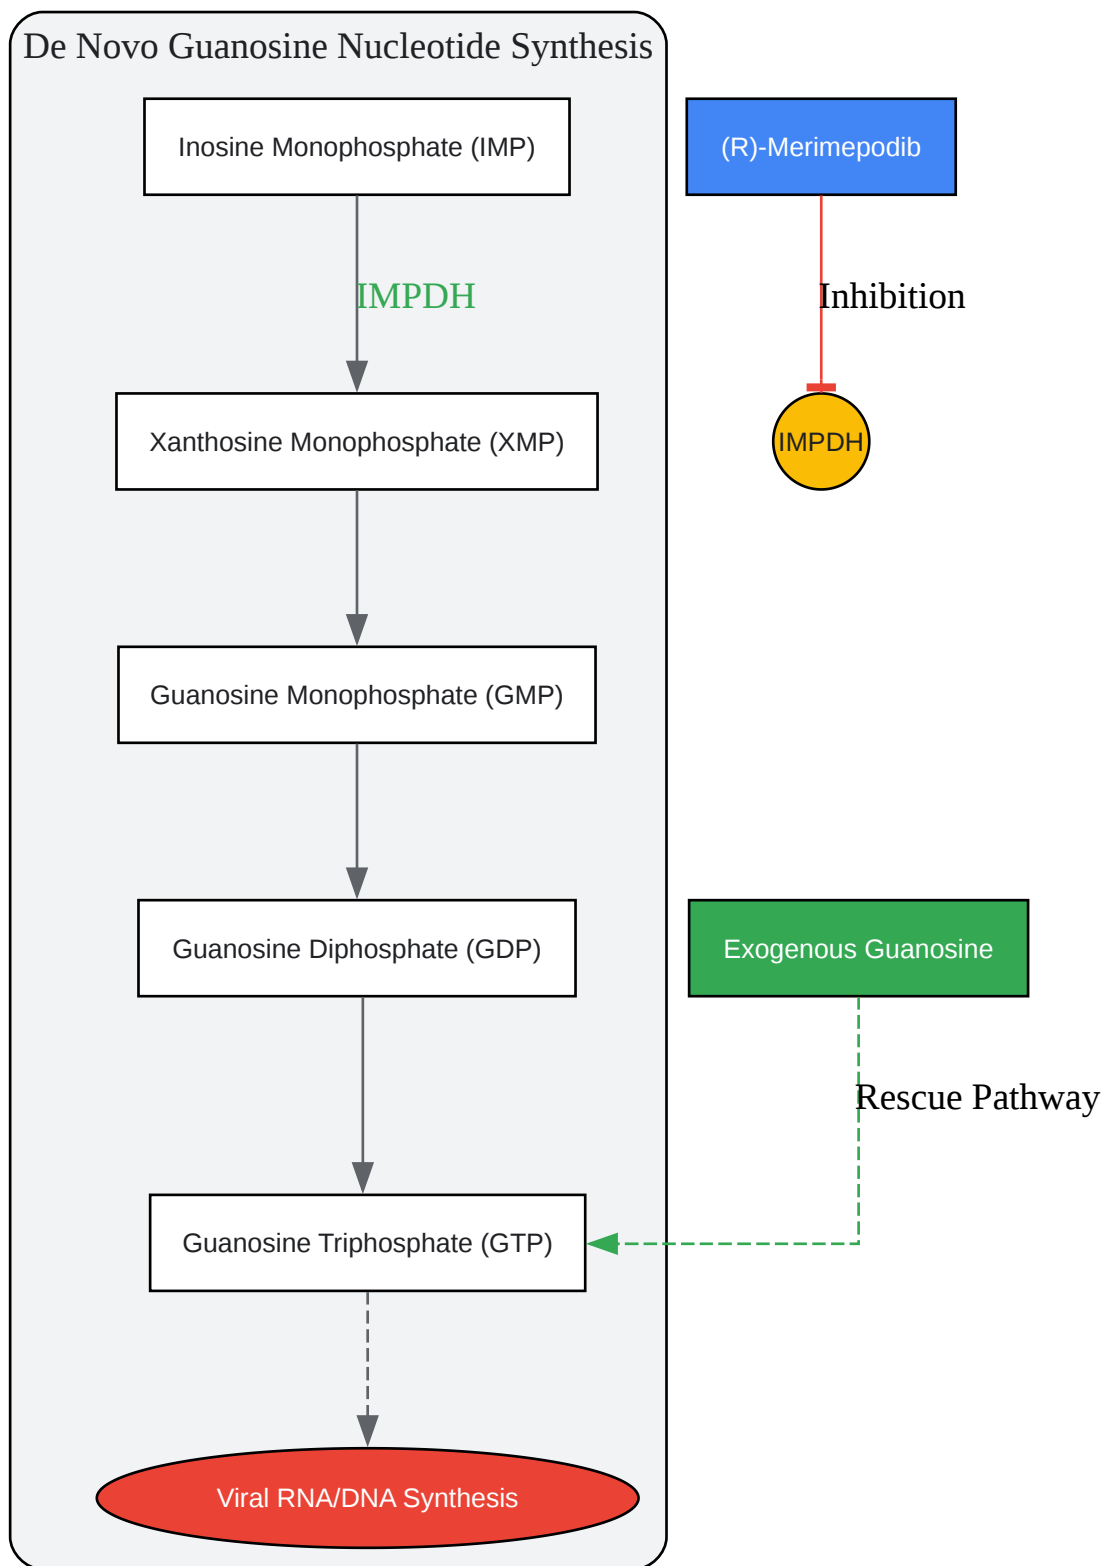 De Novo Guanosine Nucleotide Synthesis
Inosine Monophosphate (IMP)
(R)-Merimepodib
IMPDH
Inhibition
Xanthosine Monophosphate (XMP)
IMPDH
Guanosine Monophosphate (GMP)
Guanosine Diphosphate (GDP)
Exogenous Guanosine
Rescue Pathway
Guanosine Triphosphate (GTP)
Viral RNA/DNA Synthesis